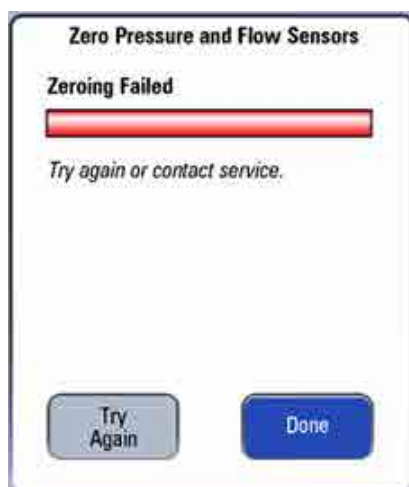 Zero Pressure and Flow Sensors
Zeroing Failed
Try again or contact service.
Try
Again
Done